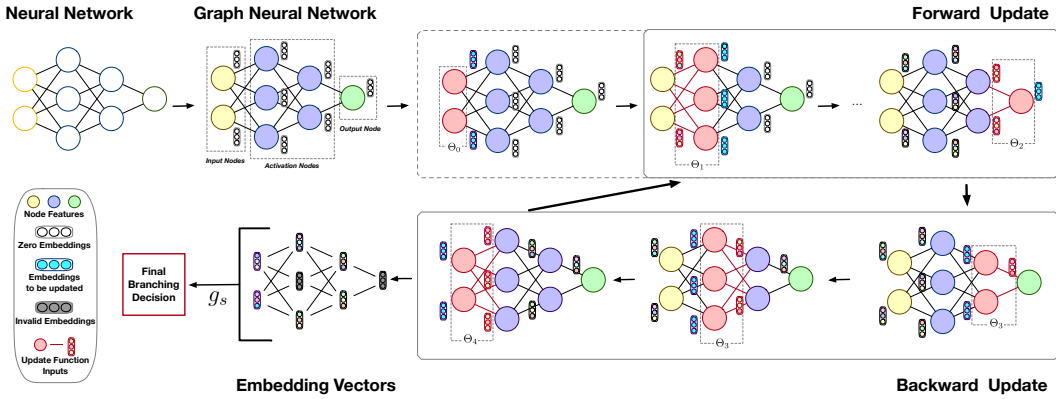 Neural Network
Graph Neural Network
Forward Update
Input Nodes
Activation Nodes
Output Node
Θ0
Θ1
...
Θ2
Node Features
Zero Embeddings
Embeddings
to be updated
Invalid Embeddings
Update Function
Inputs
Final
Branching
Decision
gs
Θ4
Θ3
Θ3
Embedding Vectors
Backward Update